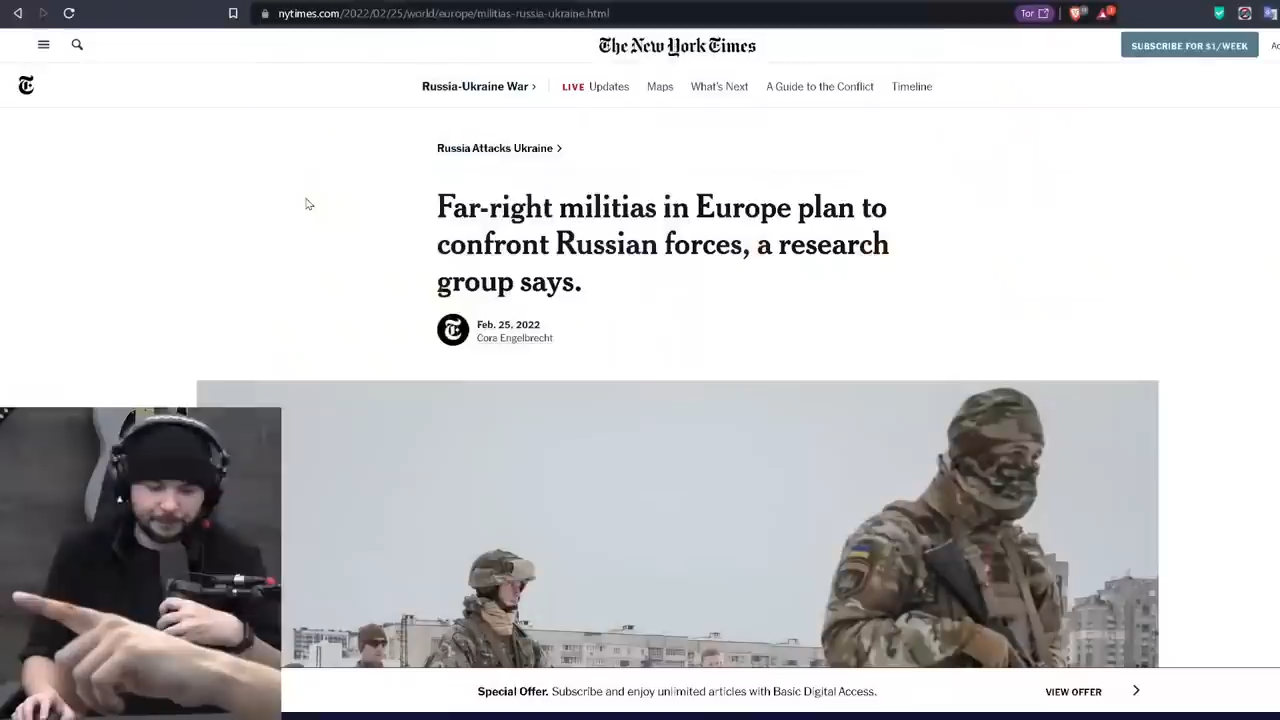 nytimes.com/2022/02/25/world/europe/militias-russia-ukraine.html
Tor
The New York Times
SUBSCRIBE FOR $1/WEEK
Russia-Ukraine War
LIVE Updates
Maps
What's Next
A Guide to the Conflict
Timeline
Russia Attacks Ukraine
Far-right militias in Europe plan to
confront Russian forces, a research
group says.
Feb. 25, 2022
Cora Engelbrecht
Special Offer. Subscribe and enjoy unlimited articles with Basic Digital Access.
VIEW OFFER